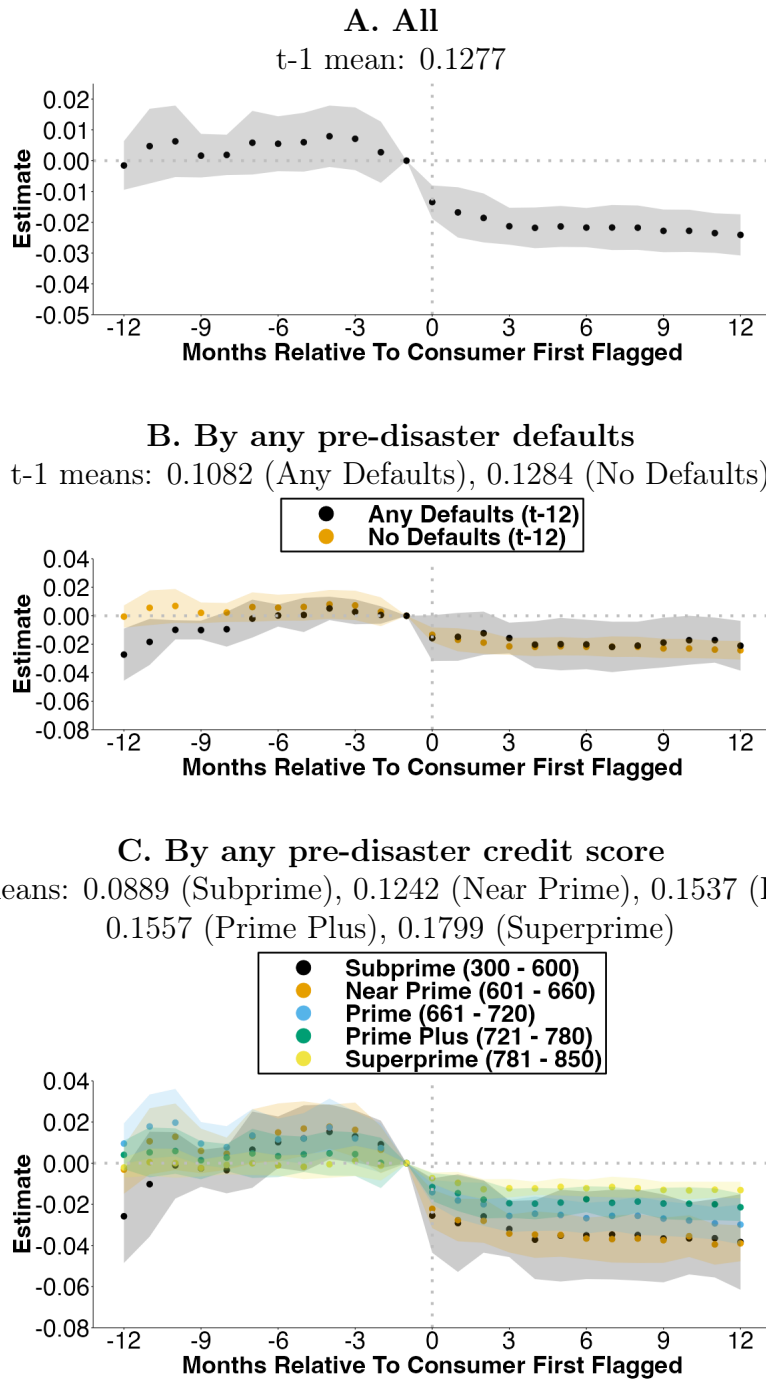 A. All
t-1 mean: 0.1277
0.02
0.01
0.00
-0.01
-0.02
-0.03
-0.04
-0.05
Estimate
-12 -9 -6 -3 0 3 6 9 12
Months Relative To Consumer First Flagged
B. By any pre-disaster defaults
t-1 means: 0.1082 (Any Defaults), 0.1284 (No Defaults)
Any Defaults (t-12)
No Defaults (t-12)
0.04
0.02
0.00
-0.02
-0.04
-0.06
-0.08
Estimate
-12 -9 -6 -3 0 3 6 9 12
Months Relative To Consumer First Flagged
C. By any pre-disaster credit score
0.0889 (Subprime), 0.1242 (Near Prime), 0.1537
0.1557 (Prime Plus), 0.1799 (Superprime)
Subprime (300 - 600)
Near Prime (601 - 660)
Prime (661 - 720)
Prime Plus (721 - 780)
Superprime (781 - 850)
0.04
0.02
0.00
-0.02
-0.04
-0.06
-0.08
Estimate
-12 -9 -6 -3 0 3 6 9 12
Months Relative To Consumer First Flagged